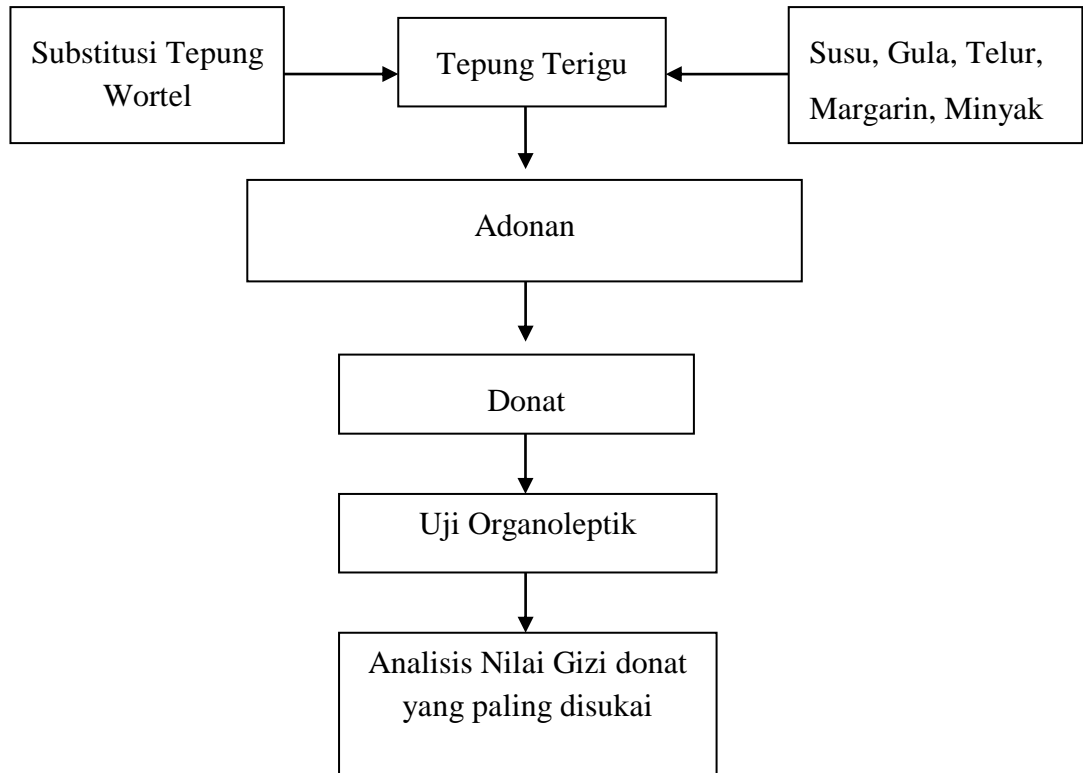 Substitusi Tepung
Wortel
Tepung Terigu
Susu, Gula, Telur,
Margarin, Minyak
Adonan
Donat
Uji Organoleptik
Analisis Nilai Gizi donat
yang paling disukai